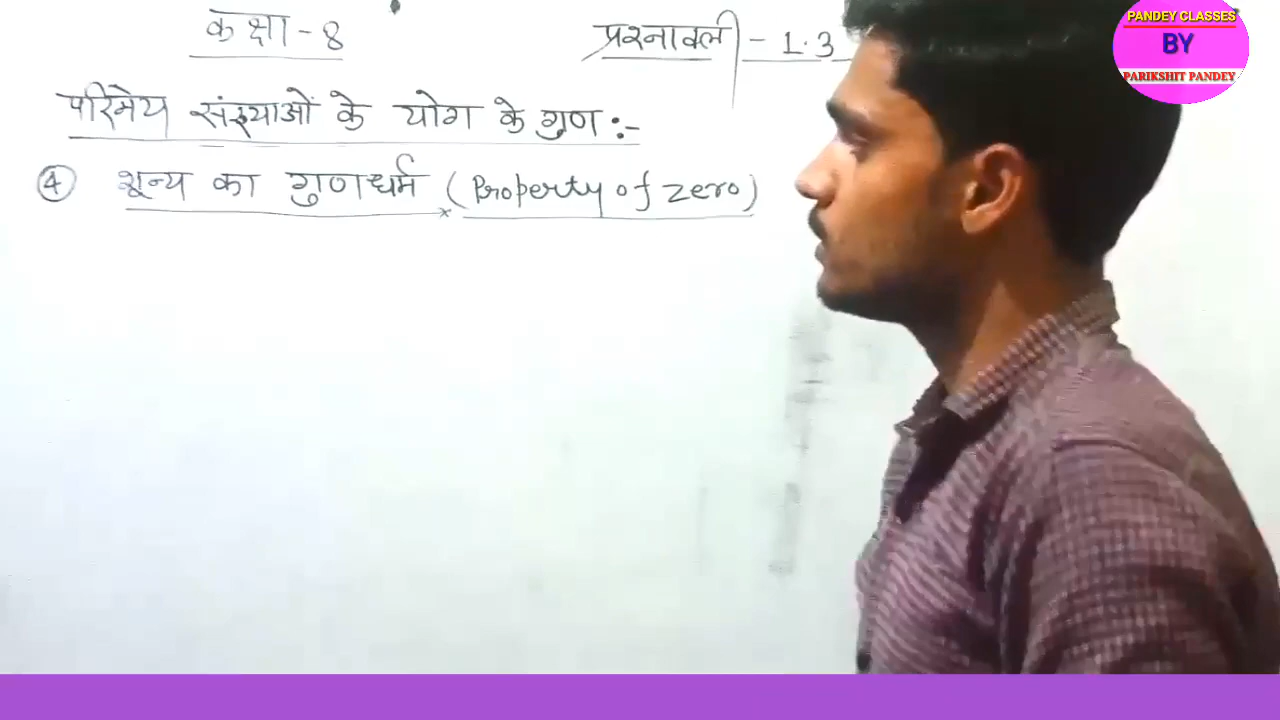 कक्षा - 8
प्रश्नावली - 1.3
परिमेय संख्याओं के योग के गुण :-
④ शून्य का गुणधर्म (Property of zero)
PANDEY CLASSES
BY
PARIKSHIT PANDEY